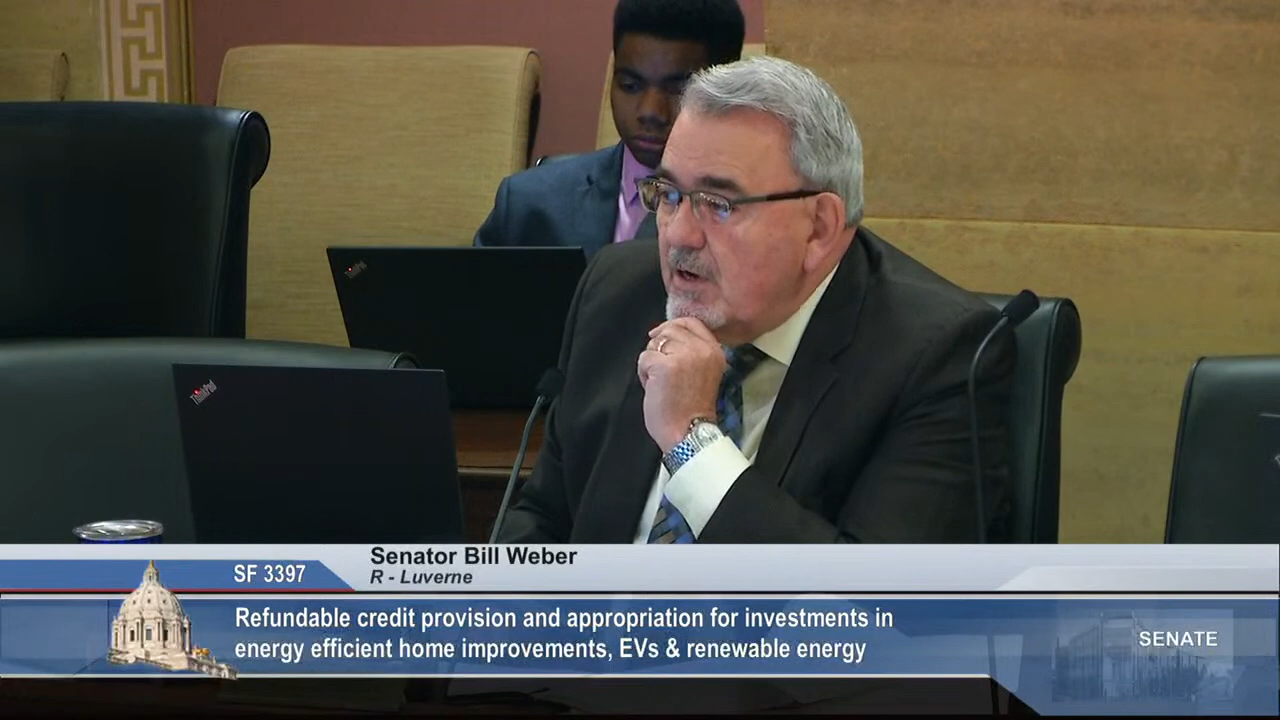 ThinkPad
ThinkPad
Senator Bill Weber
SF 3397
R - Luverne
Refundable credit provision and appropriation for investments in
energy efficient home improvements, EVs & renewable energy
SENATE